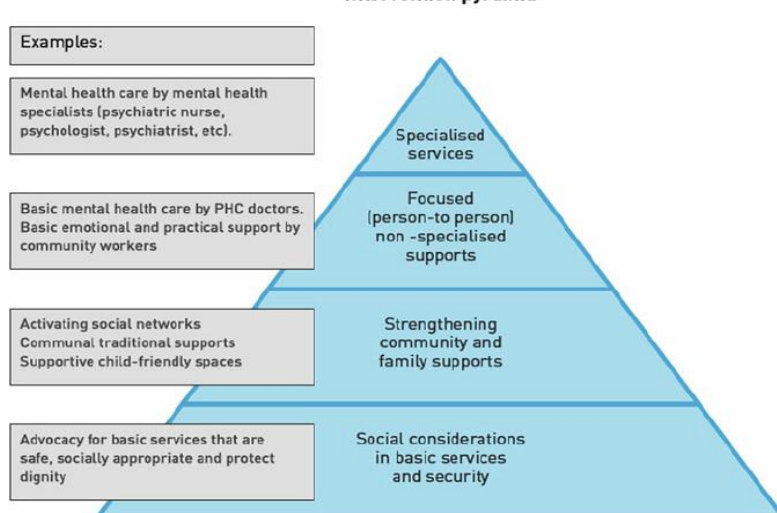 Examples:
Mental health care by mental health
specialists (psychiatric nurse,
psychologist, psychiatrist, etc).
Specialised
services
Basic mental health care by PHC doctors.
Basic emotional and practical support by
community workers
Focused
(person-to person)
non -specialised
supports
Activating social networks
Communal traditional supports
Supportive child-friendly spaces
Strengthening
community and
family supports
Advocacy for basic services that are
safe, socially appropriate and protect
dignity
Social considerations
in basic services
and security